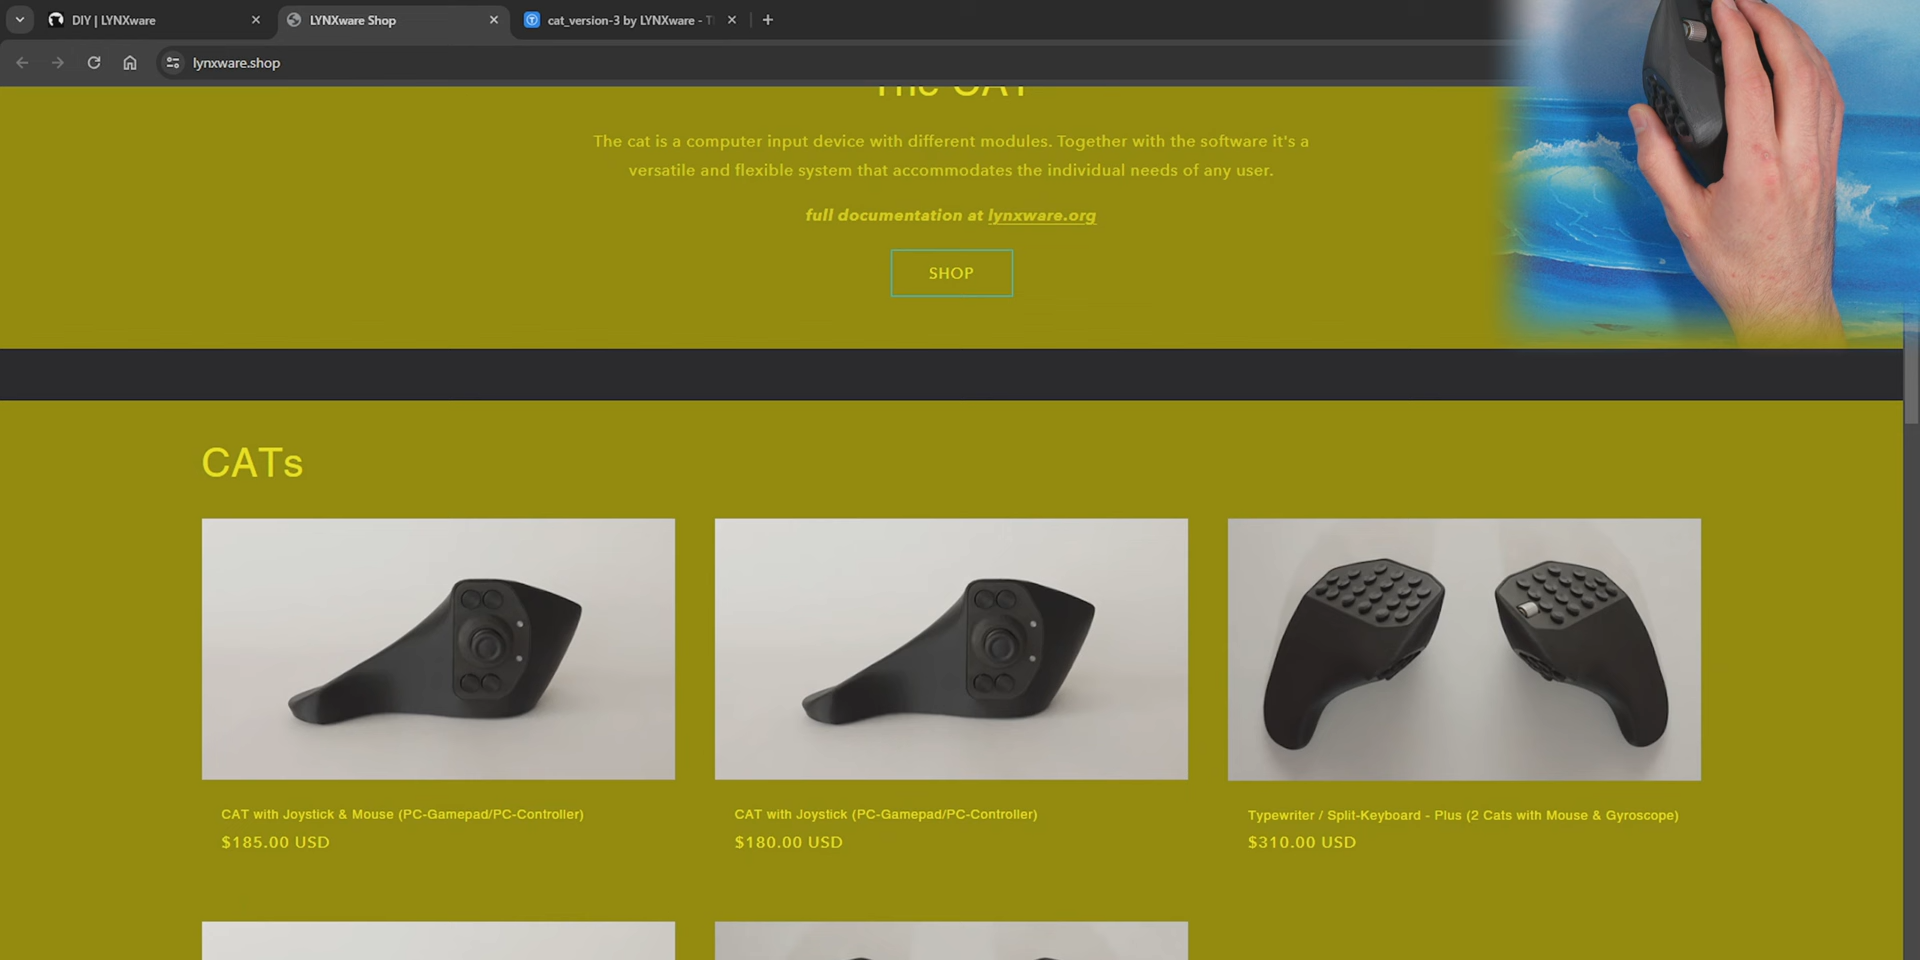 DIY | LYNXware
LYNXware Shop
cat_version-3 by LYNXware - T
lynxware.shop
The CAT
The cat is a computer input device with different modules. Together with the software it's a
versatile and flexible system that accommodates the individual needs of any user.
full documentation at lynxware.org
SHOP
CATs
CAT with Joystick & Mouse (PC-Gamepad/PC-Controller)
$185.00 USD
CAT with Joystick (PC-Gamepad/PC-Controller)
$180.00 USD
Typewriter / Split-Keyboard - Plus (2 Cats with Mouse & Gyroscope)
$310.00 USD